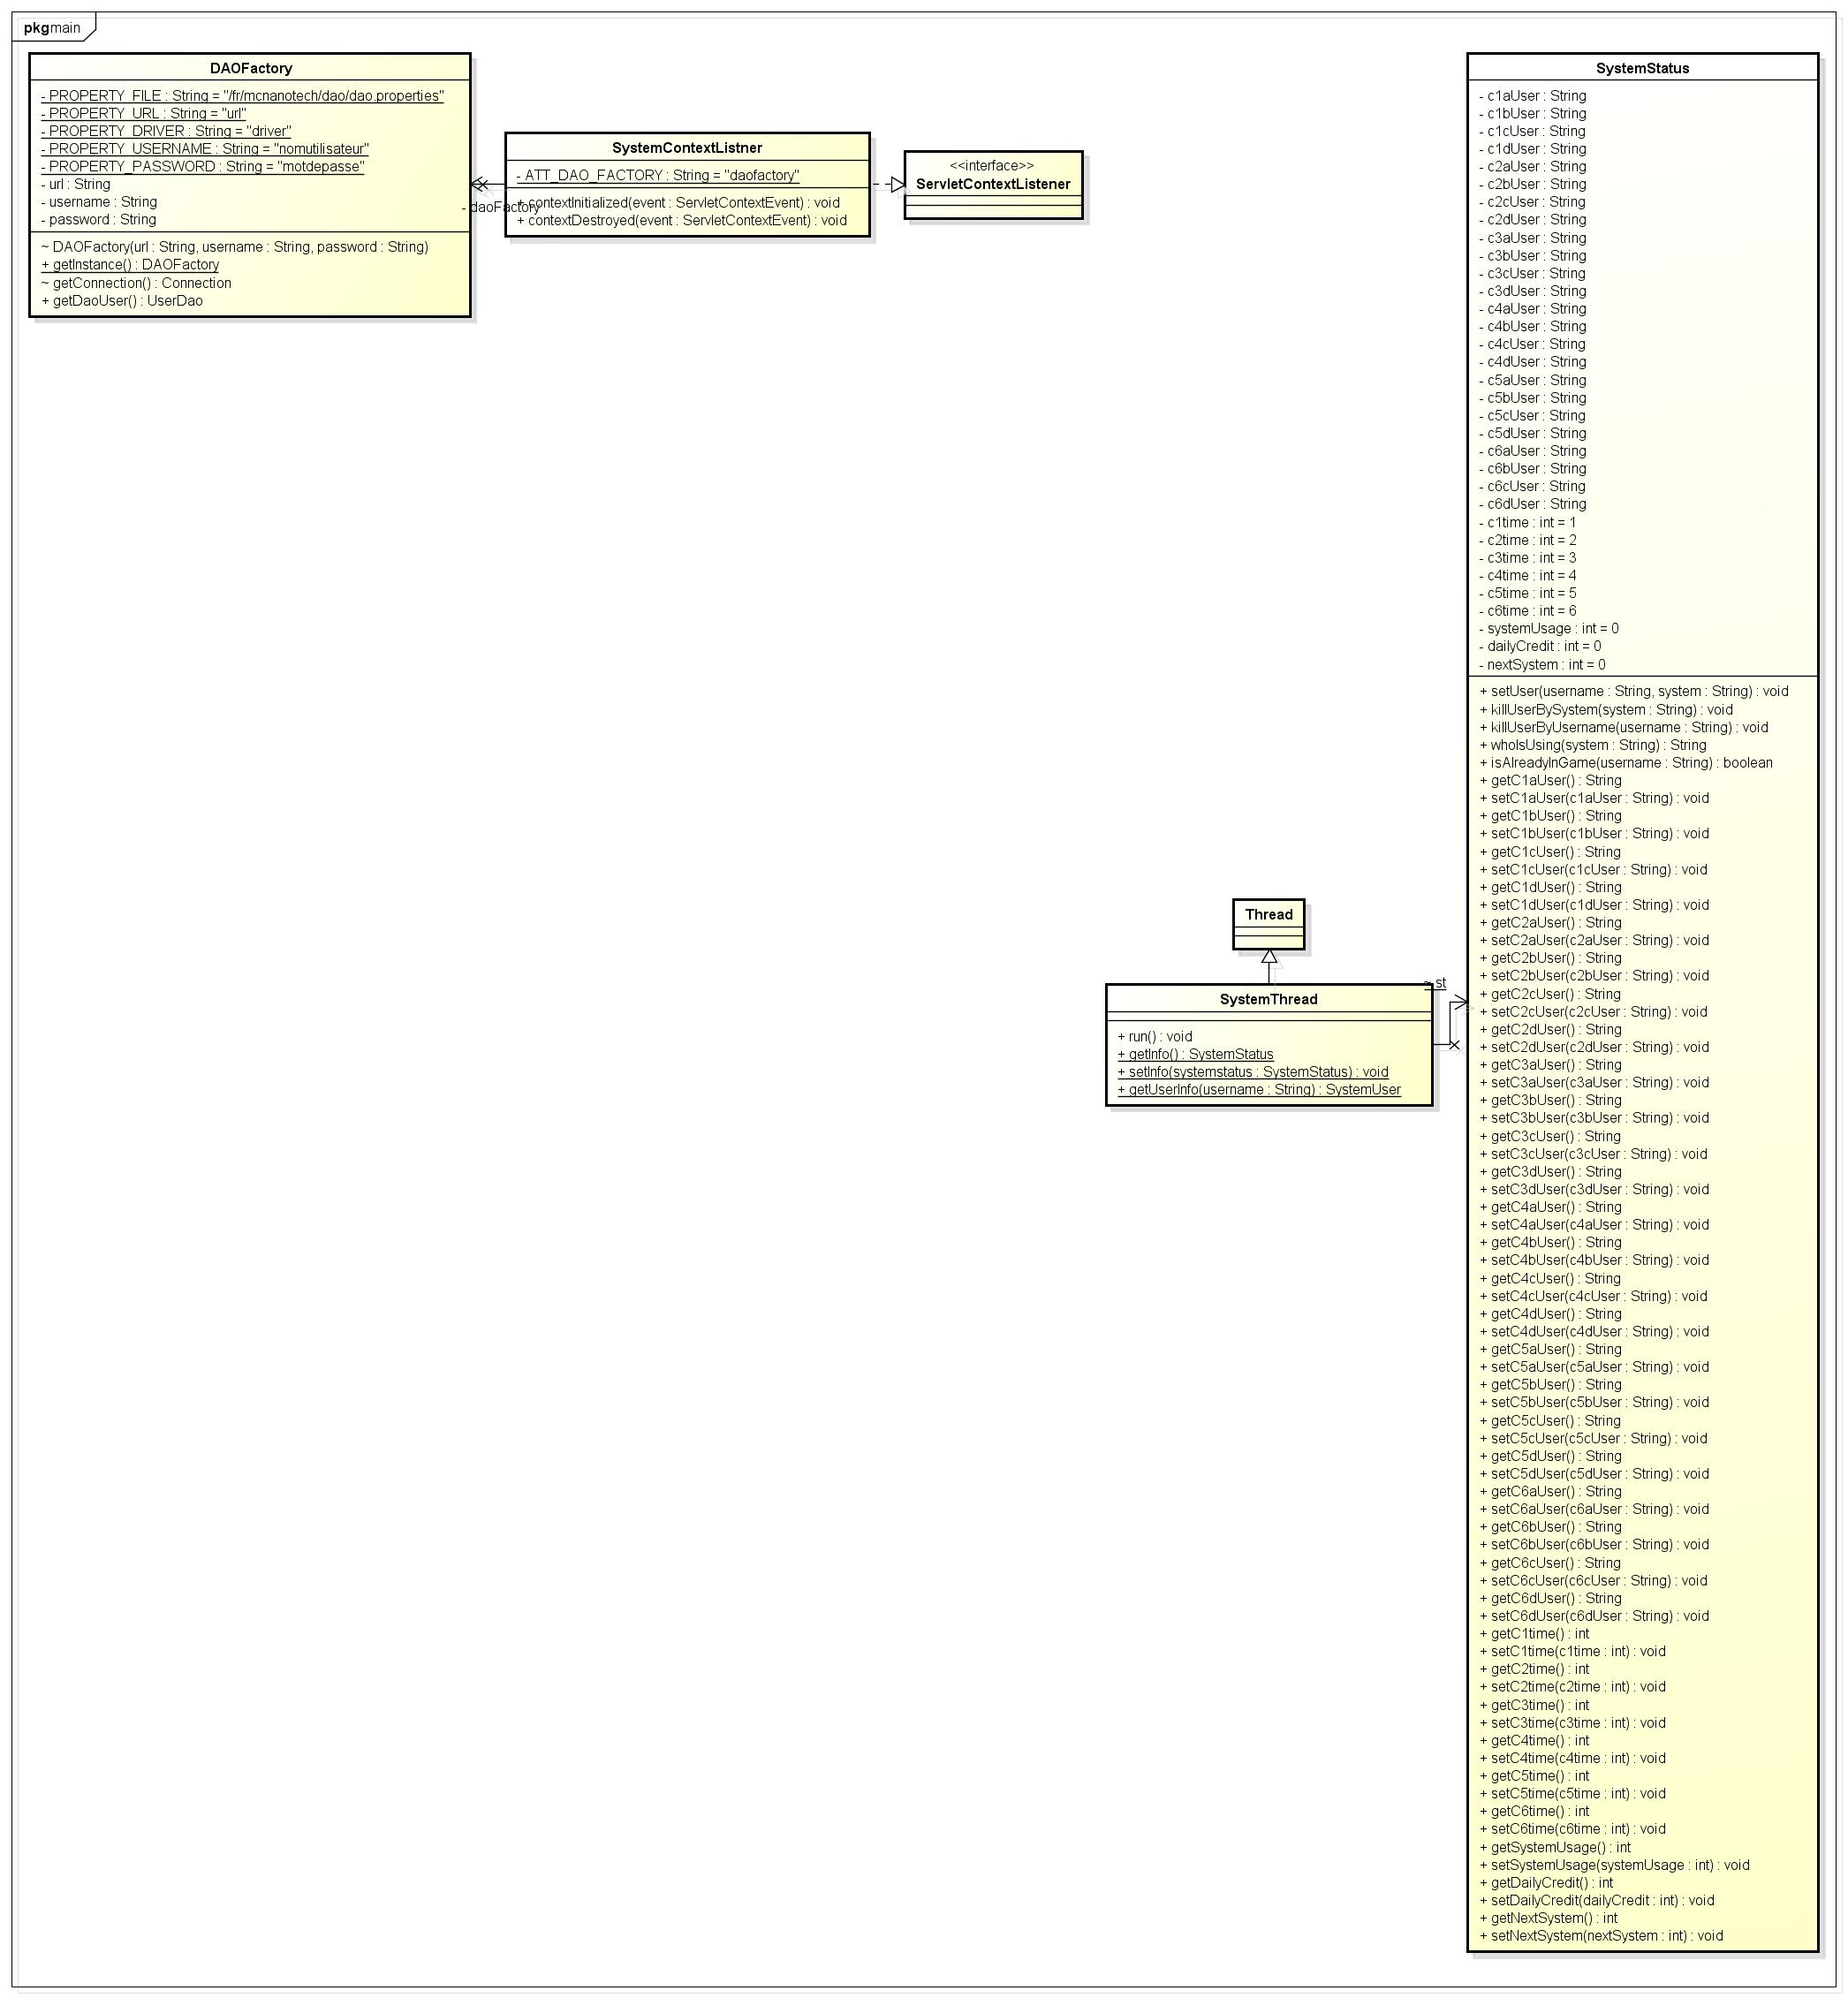 pkg main
DAOFactory
- PROPERTY_FILE : String = "/fr/mcnanotech/dao/dao.properties"
- PROPERTY_URL : String = "url"
- PROPERTY_DRIVER : String = "driver"
- PROPERTY_USERNAME : String = "nomutilisateur"
- PROPERTY_PASSWORD : String = "motdepasse"
- url : String
- username : String
- password : String
~ DAOFactory(url : String, username : String, password : String)
+ getInstance() : DAOFactory
~ getConnection() : Connection
+ getDaoUser() : UserDao
- daoFactory
SystemContextListner
- ATT_DAO_FACTORY : String = "daofactory"
+ contextInitialized(event : ServletContextEvent) : void
+ contextDestroyed(event : ServletContextEvent) : void
<<interface>>
ServletContextListener
Thread
SystemThread
+ run() : void
+ getInfo() : SystemStatus
+ setInfo(systemstatus : SystemStatus) : void
+ getUserInfo(username : String) : SystemUser
~ st
SystemStatus
- c1aUser : String
- c1bUser : String
- c1cUser : String
- c1dUser : String
- c2aUser : String
- c2bUser : String
- c2cUser : String
- c2dUser : String
- c3aUser : String
- c3bUser : String
- c3cUser : String
- c3dUser : String
- c4aUser : String
- c4bUser : String
- c4cUser : String
- c4dUser : String
- c5aUser : String
- c5bUser : String
- c5cUser : String
- c5dUser : String
- c6aUser : String
- c6bUser : String
- c6cUser : String
- c6dUser : String
- c1time : int = 1
- c2time : int = 2
- c3time : int = 3
- c4time : int = 4
- c5time : int = 5
- c6time : int = 6
- systemUsage : int = 0
- dailyCredit : int = 0
- nextSystem : int = 0
+ setUser(username : String, system : String) : void
+ killUserBySystem(system : String) : void
+ killUserByUsername(username : String) : void
+ whoIsUsing(system : String) : String
+ isAlreadyInGame(username : String) : boolean
+ getC1aUser() : String
+ setC1aUser(c1aUser : String) : void
+ getC1bUser() : String
+ setC1bUser(c1bUser : String) : void
+ getC1cUser() : String
+ setC1cUser(c1cUser : String) : void
+ getC1dUser() : String
+ setC1dUser(c1dUser : String) : void
+ getC2aUser() : String
+ setC2aUser(c2aUser : String) : void
+ getC2bUser() : String
+ setC2bUser(c2bUser : String) : void
+ getC2cUser() : String
+ setC2cUser(c2cUser : String) : void
+ getC2dUser() : String
+ setC2dUser(c2dUser : String) : void
+ getC3aUser() : String
+ setC3aUser(c3aUser : String) : void
+ getC3bUser() : String
+ setC3bUser(c3bUser : String) : void
+ getC3cUser() : String
+ setC3cUser(c3cUser : String) : void
+ getC3dUser() : String
+ setC3dUser(c3dUser : String) : void
+ getC4aUser() : String
+ setC4aUser(c4aUser : String) : void
+ getC4bUser() : String
+ setC4bUser(c4bUser : String) : void
+ getC4cUser() : String
+ setC4cUser(c4cUser : String) : void
+ getC4dUser() : String
+ setC4dUser(c4dUser : String) : void
+ getC5aUser() : String
+ setC5aUser(c5aUser : String) : void
+ getC5bUser() : String
+ setC5bUser(c5bUser : String) : void
+ getC5cUser() : String
+ setC5cUser(c5cUser : String) : void
+ getC5dUser() : String
+ setC5dUser(c5dUser : String) : void
+ getC6aUser() : String
+ setC6aUser(c6aUser : String) : void
+ getC6bUser() : String
+ setC6bUser(c6bUser : String) : void
+ getC6cUser() : String
+ setC6cUser(c6cUser : String) : void
+ getC6dUser() : String
+ setC6dUser(c6dUser : String) : void
+ getC1time() : int
+ setC1time(c1time : int) : void
+ getC2time() : int
+ setC2time(c2time : int) : void
+ getC3time() : int
+ setC3time(c3time : int) : void
+ getC4time() : int
+ setC4time(c4time : int) : void
+ getC5time() : int
+ setC5time(c5time : int) : void
+ getC6time() : int
+ setC6time(c6time : int) : void
+ getSystemUsage() : int
+ setSystemUsage(systemUsage : int) : void
+ getDailyCredit() : int
+ setDailyCredit(dailyCredit : int) : void
+ getNextSystem() : int
+ setNextSystem(nextSystem : int) : void